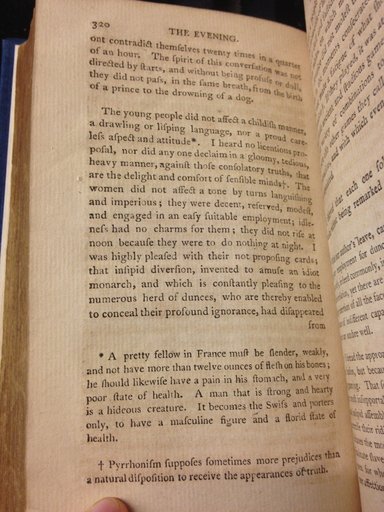 320
THE EVENING.
not contradict themselves twenty times in a quarter
of an hour. The spirit of this conversation was not
directed by starts, and without being profuse or dull,
they did not pass, in the same breath, from the birth
of a prince to the drowning of a dog.
The young people did not affect a childish manner,
a drawling or lisping language, nor a proud care-
less aspect and attitude*. I heard no licentious pro-
posal, nor did any one declaim in a gloomy, tedious,
heavy manner, against those consolatory truths, that
are the delight and comfort of sensible minds†. The
women did not affect a tone by turns languishing
and imperious; they were decent, reserved, modest,
and engaged in an easy suitable employment; idle-
ness had no charms for them; they did not rise at
noon because they were to do nothing at night. I
was highly pleased with their not proposing cards;
that insipid diversion, invented to amuse an idiot
monarch, and which is constantly pleasing to the
numerous herd of dunces, who are thereby enabled
to conceal their profound ignorance, had disappeared
from
* A pretty fellow in France must be slender, weakly,
and not have more than twelve ounces of flesh on his bones;
he should likewise have a pain in his stomach, and a very
poor state of health. A man that is strong and hearty
is a hideous creature. It becomes the Swiss and porters
only, to have a masculine figure and a florid state of
health.
† Pyrrhonism supposes sometimes more prejudices than
a natural disposition to receive the appearances of truth.